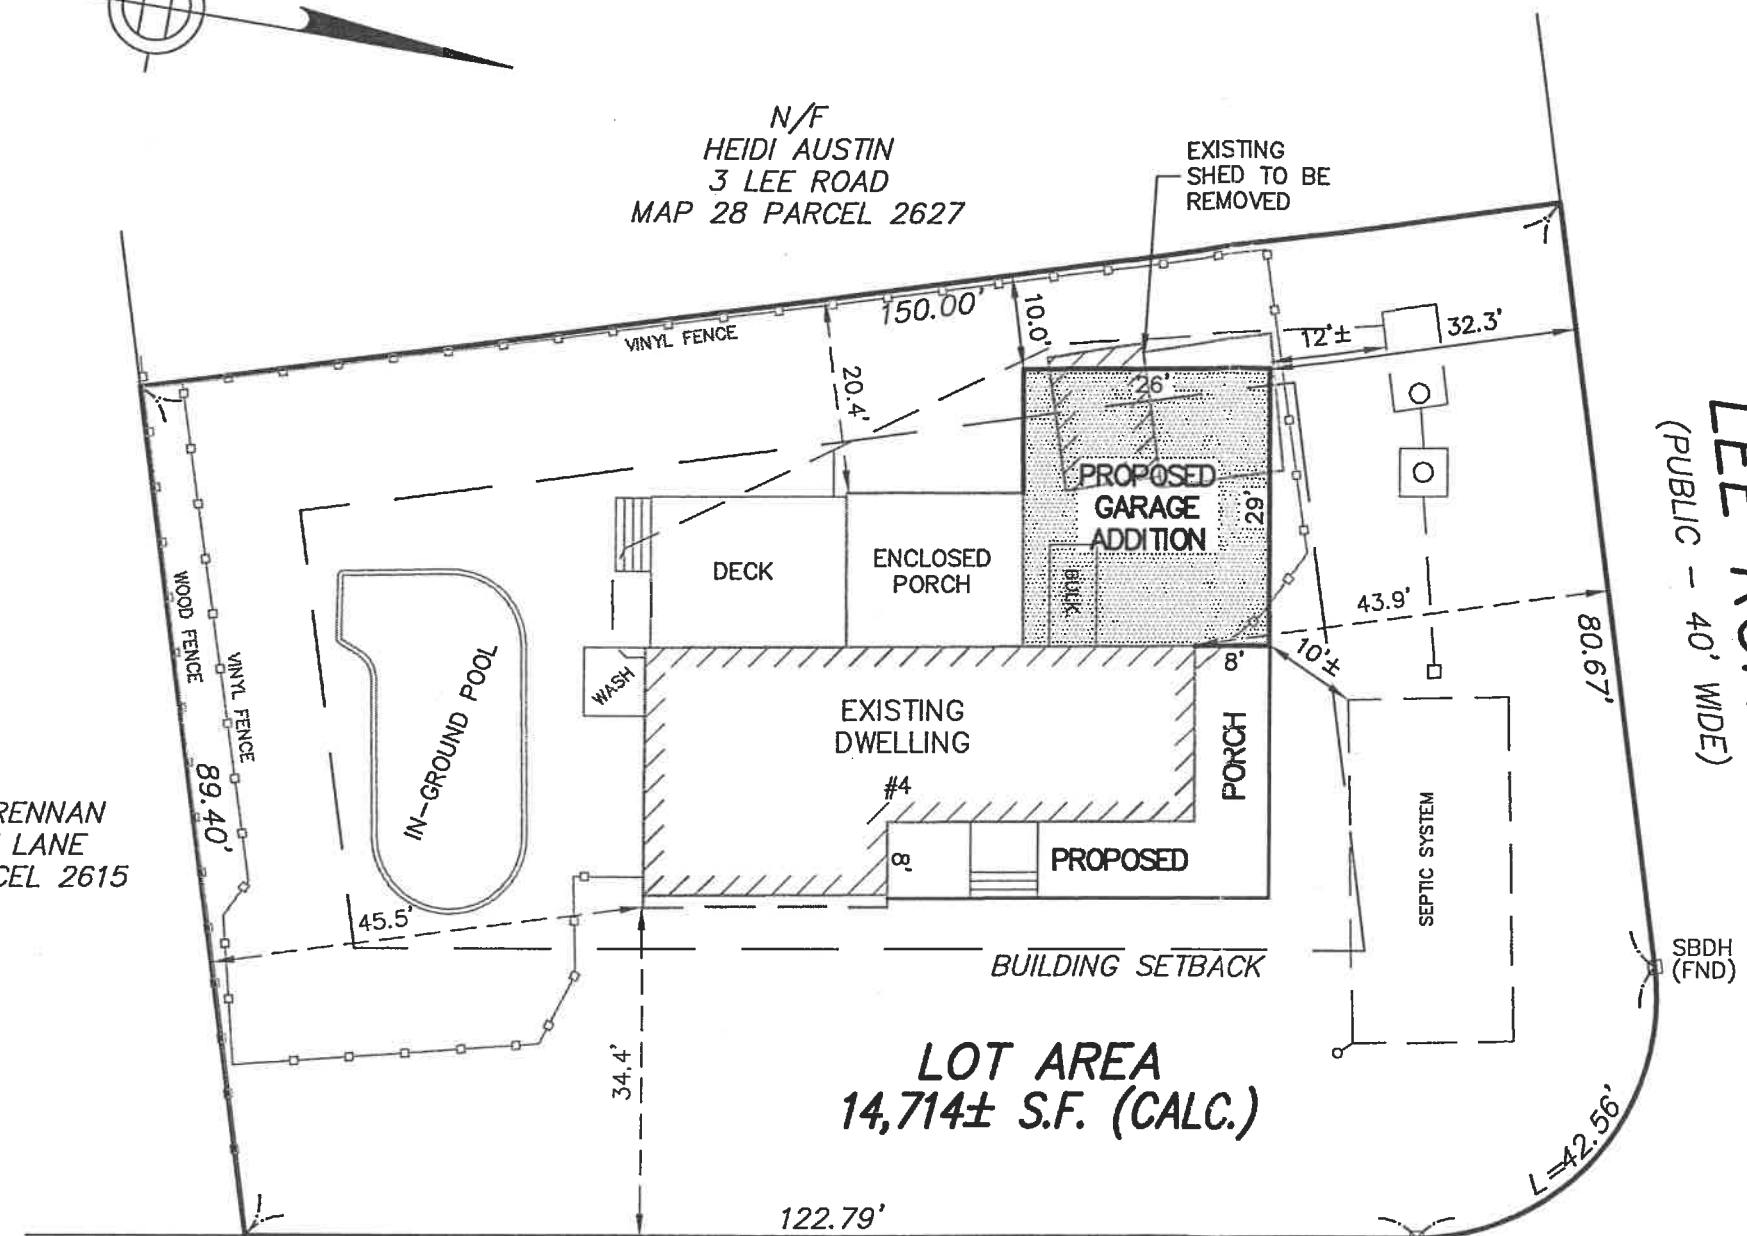 N/F
HEIDI AUSTIN
3 LEE ROAD
MAP 28 PARCEL 2627
EXISTING
SHED TO BE
REMOVED
150.00'
VINYL FENCE
10.0'
20.4'
12'±
32.3'
26'
PROPOSED
GARAGE
ADDITION
29'
BULK
DECK
ENCLOSED
PORCH
WOOD FENCE
VINYL FENCE
IN-GROUND POOL
WASH
EXISTING
DWELLING
#4
8'
10'±
43.9'
80.67'
LEE
(PUBLIC - 40' WIDE)
PORCH
8'
PROPOSED
SEPTIC SYSTEM
89.40'
LANE
2615
45.5'
BUILDING SETBACK
SBDH
(FND)
34.4'
LOT AREA
14,714± S.F. (CALC.)
L=42.56'
122.79'